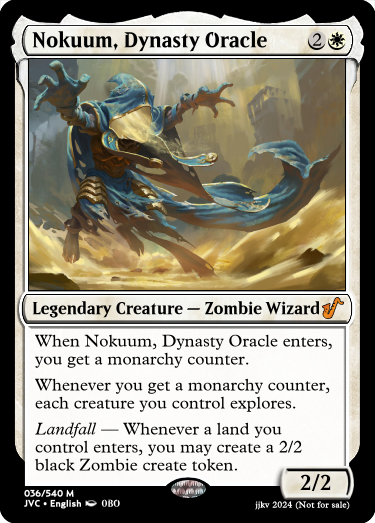 Nokuum, Dynasty Oracle 2
Legendary Creature — Zombie Wizard
When Nokuum, Dynasty Oracle enters,
you get a monarchy counter.
Whenever you get a monarchy counter,
each creature you control explores.
Landfall — Whenever a land you
control enters, you may create a 2/2
black Zombie create token.
2/2
036/540 M
JVC • English OBO
jjkv 2024 (Not for sale)